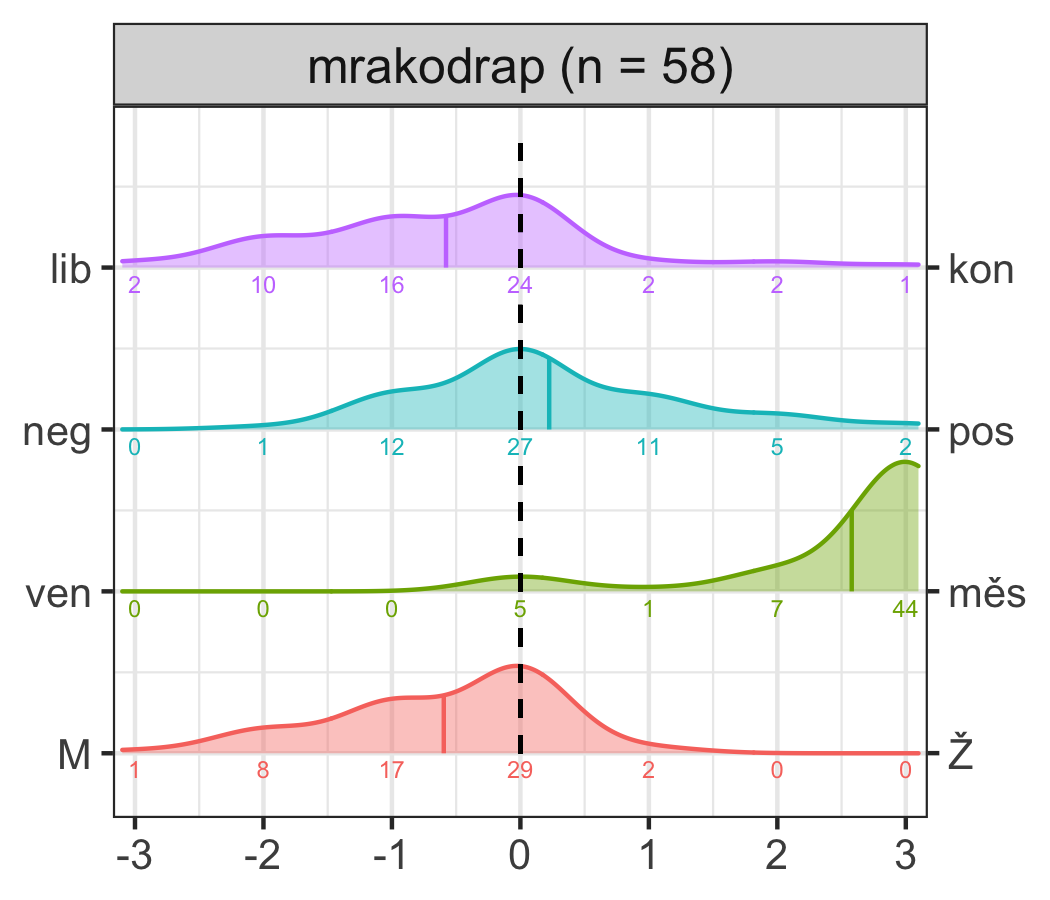 mrakodrap (n = 58)
lib kon
2 10 16 24 2 2 1
neg pos
0 1 12 27 11 5 2
ven měs
0 0 0 5 1 7 44
M Ž
1 8 17 29 2 0 0
-3 -2 -1 0 1 2 3